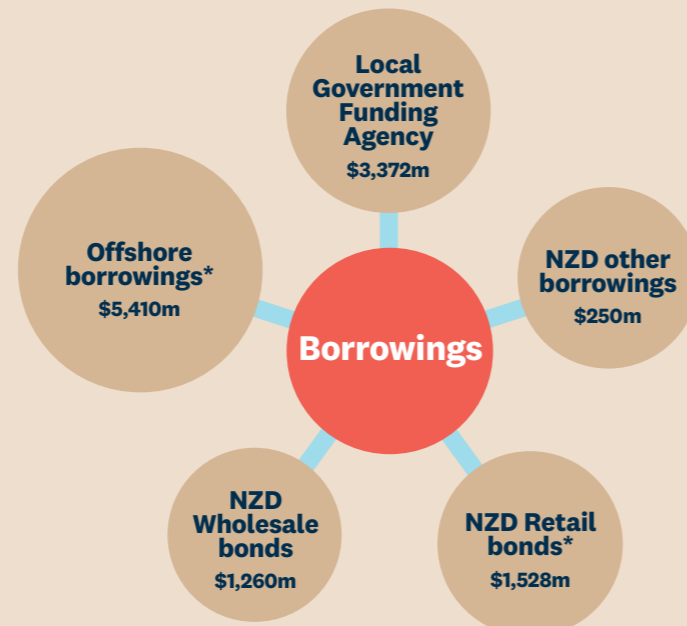 Local
Government
Funding
Agency
$3,372m
Offshore
borrowings*
$5,410m
NZD other
borrowings
$250m
Borrowings
NZD
Wholesale
bonds
$1,260m
NZD Retail
bonds*
$1,528m